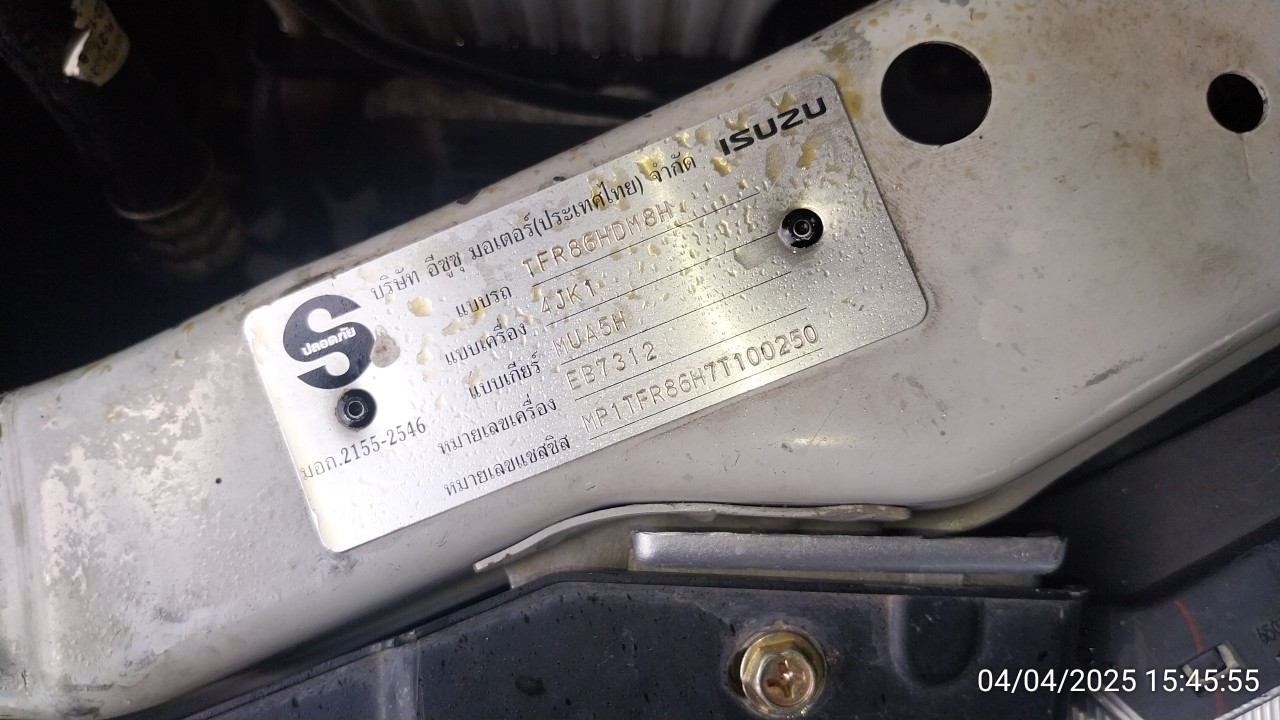 ISUZU
บริษัท อีซูซุ มอเตอร์(ประเทศไทย) จำกัด
แบบรถ TFR86HDM8H
แบบเครื่อง 4JK1
แบบเกียร์ MUA5H
หมายเลขเครื่อง EB7312
หมายเลขแชสซิส MP1TFR86H7T100250
S
ปลอดภัย
มอก.2155-2546
04/04/2025 15:45:55